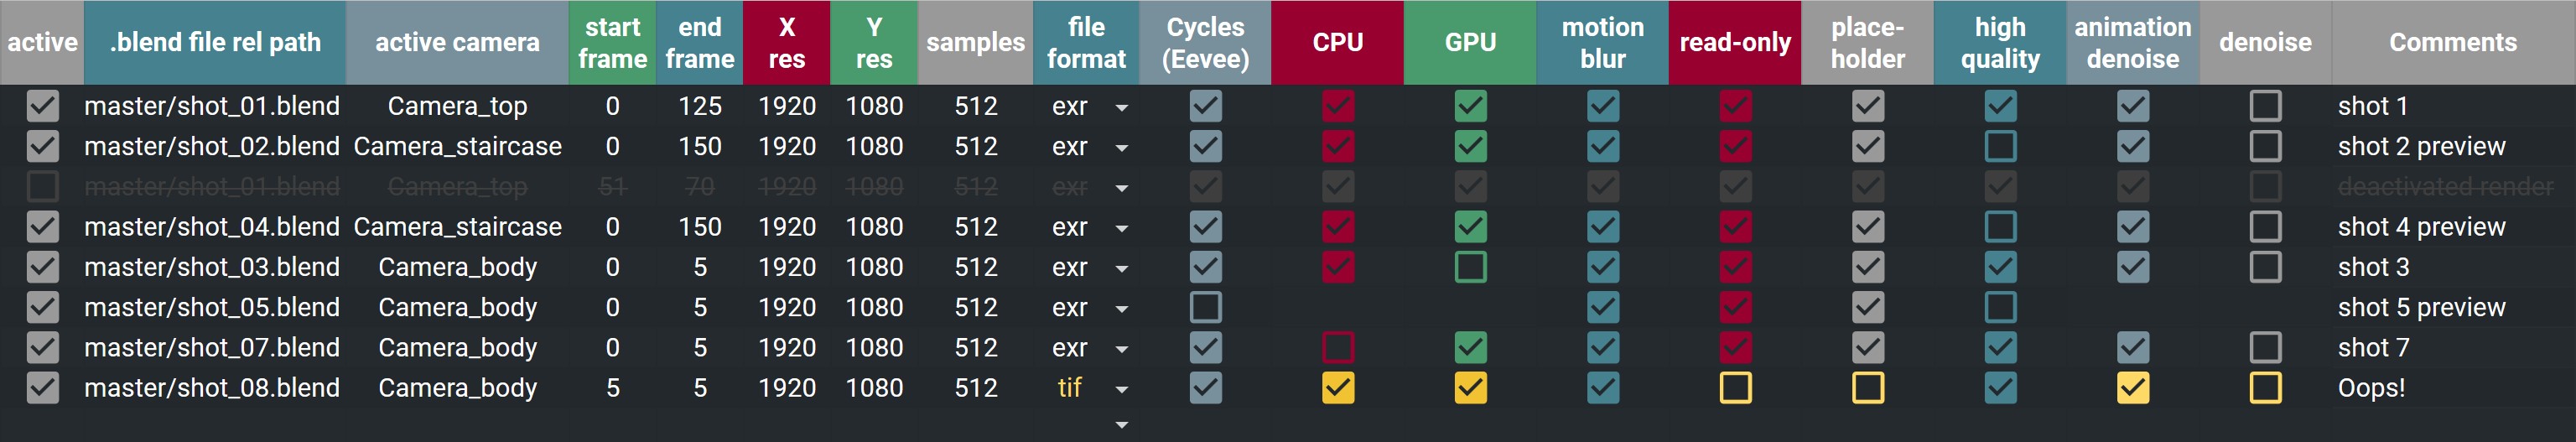 active .blend file rel path active camera start frame end frame X res Y res samples file format Cycles (Eevee) CPU GPU motion blur read-only place-holder high quality animation denoise denoise Comments
master/shot_01.blend Camera_top 0 125 1920 1080 512 exr shot 1
master/shot_02.blend Camera_staircase 0 150 1920 1080 512 exr shot 2 preview
master/shot_01.blend Camera_top 51 70 1920 1080 512 exr deactivated render
master/shot_04.blend Camera_staircase 0 150 1920 1080 512 exr shot 4 preview
master/shot_03.blend Camera_body 0 5 1920 1080 512 exr shot 3
master/shot_05.blend Camera_body 0 5 1920 1080 512 exr shot 5 preview
master/shot_07.blend Camera_body 0 5 1920 1080 512 exr shot 7
master/shot_08.blend Camera_body 5 5 1920 1080 512 tif Oops!